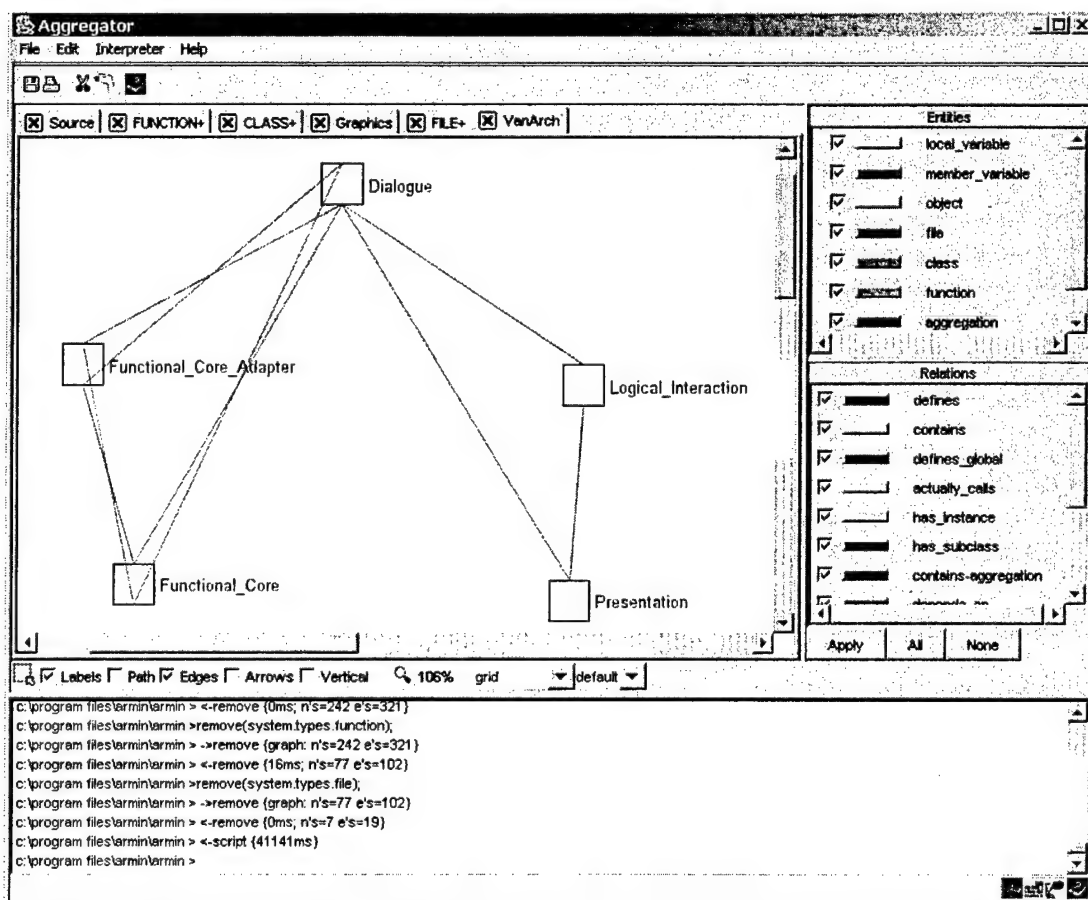 Aggregator
File Edit Interpreter Help
Source FUNCTION+ CLASS+ Graphics FILE+ VanArch
Dialogue
Functional_Core_Adapter
Logical_Interaction
Functional_Core
Presentation
Entities
local_variable
member_variable
object
file
class
function
aggregation
Relations
defines
contains
defines_global
actually_calls
has_instance
has_subclass
contains-aggregation
depends_on
Apply All None
Labels Path Edges Arrows Vertical 106% grid default
c:\program files\armin\armin > <-remove {0ms; n's=242 e's=321}
c:\program files\armin\armin >remove(system.types.function);
c:\program files\armin\armin > ->remove {graph: n's=242 e's=321}
c:\program files\armin\armin > <-remove {16ms; n's=77 e's=102}
c:\program files\armin\armin >remove(system.types.file);
c:\program files\armin\armin > ->remove {graph: n's=77 e's=102}
c:\program files\armin\armin > <-remove {0ms; n's=7 e's=19}
c:\program files\armin\armin > <-script {41141ms}
c:\program files\armin\armin >